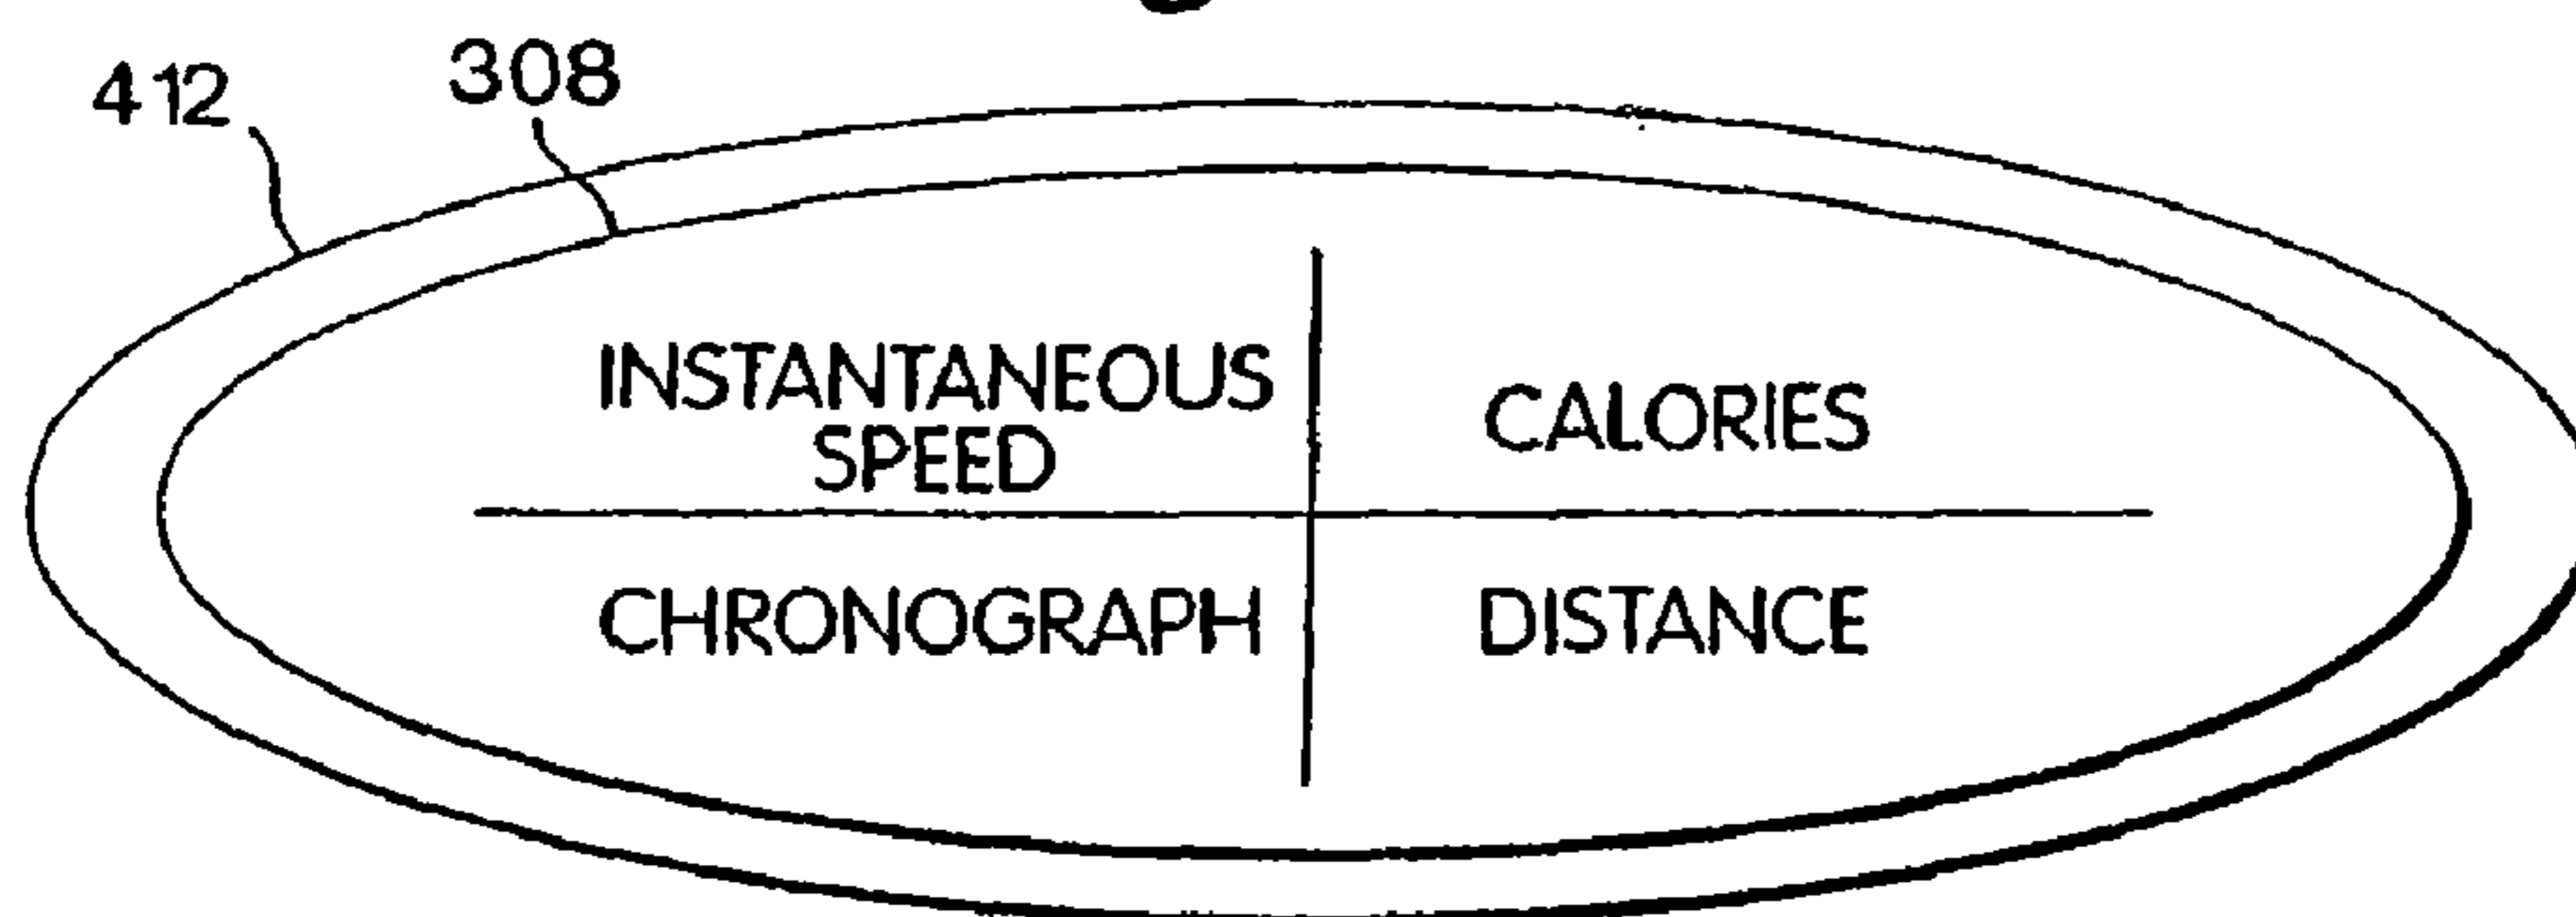 412
308
INSTANTANEOUS
SPEED
CALORIES
CHRONOGRAPH
DISTANCE